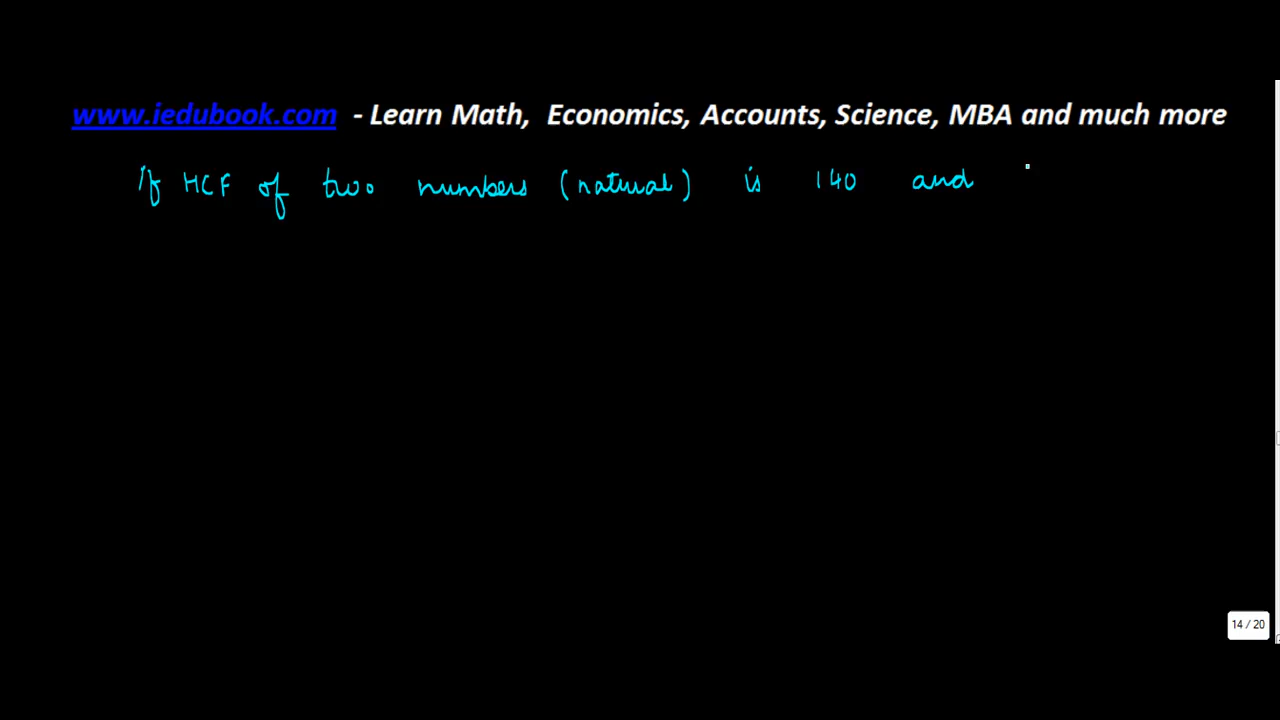 www.iedubook.com - Learn Math, Economics, Accounts, Science, MBA and much more
If HCF of two numbers (natural) is 140 and
14 / 20